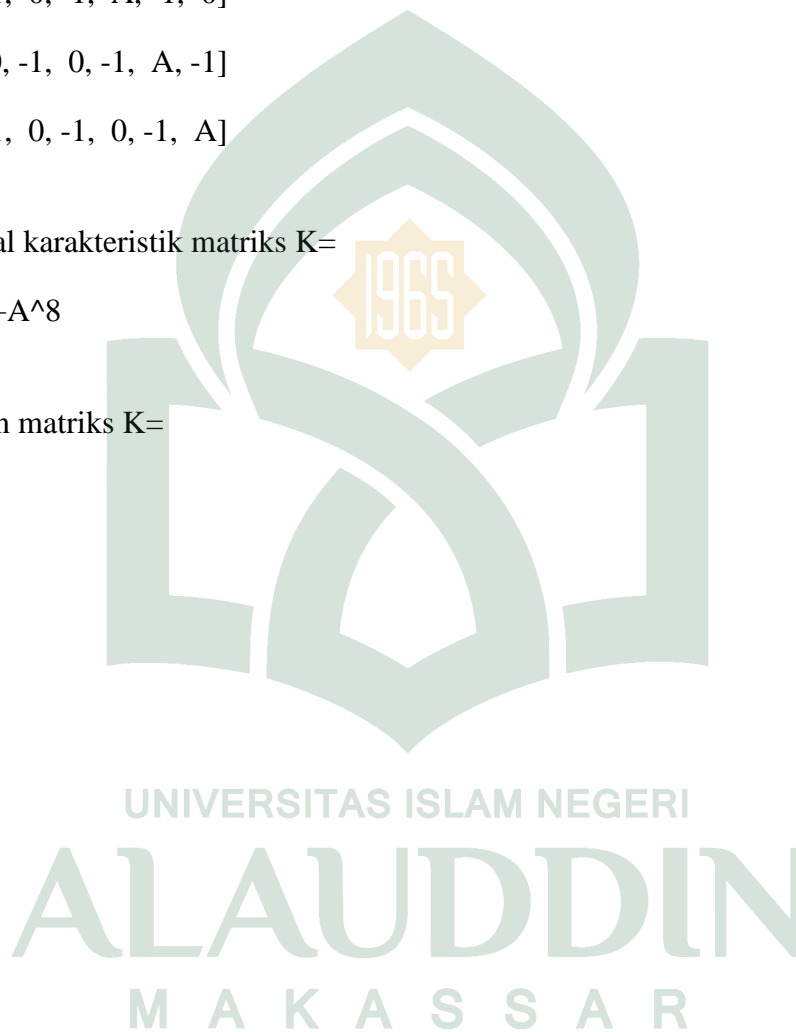 0, -1, A, -1, 0]
, -1, 0, -1, A, -1]
, 0, -1, 0, -1, A]
al karakteristik matriks K=
-A^8
matriks K=
1965
UNIVERSITAS ISLAM NEGERI
ALAUDDIN
MAKASSAR